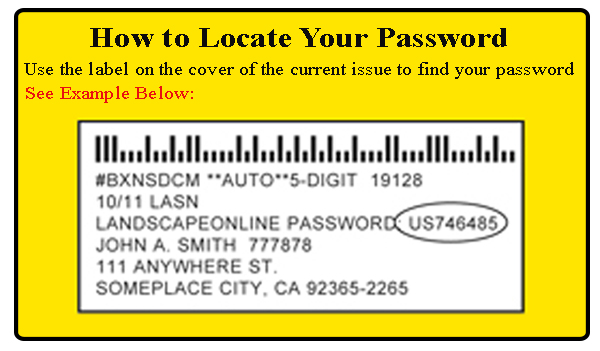 How to Locate Your Password
Use the label on the cover of the current issue to find your password
See Example Below:
#BXNSDCM **AUTO**5-DIGIT 19128
10/11 LASN
LANDSCAPEONLINE PASSWORD: US746485
JOHN A. SMITH 777878
111 ANYWHERE ST.
SOMEPLACE CITY, CA 92365-2265